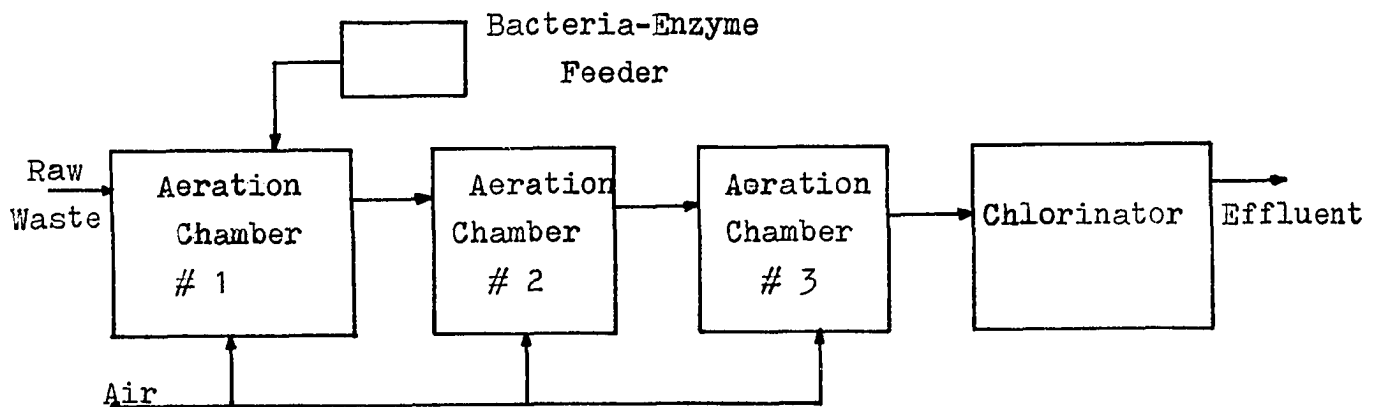 Bacteria-Enzyme
Feeder
Raw
Waste
Aeration
Chamber
# 1
Aeration
Chamber
# 2
Aeration
Chamber
# 3
Chlorinator
Effluent
Air